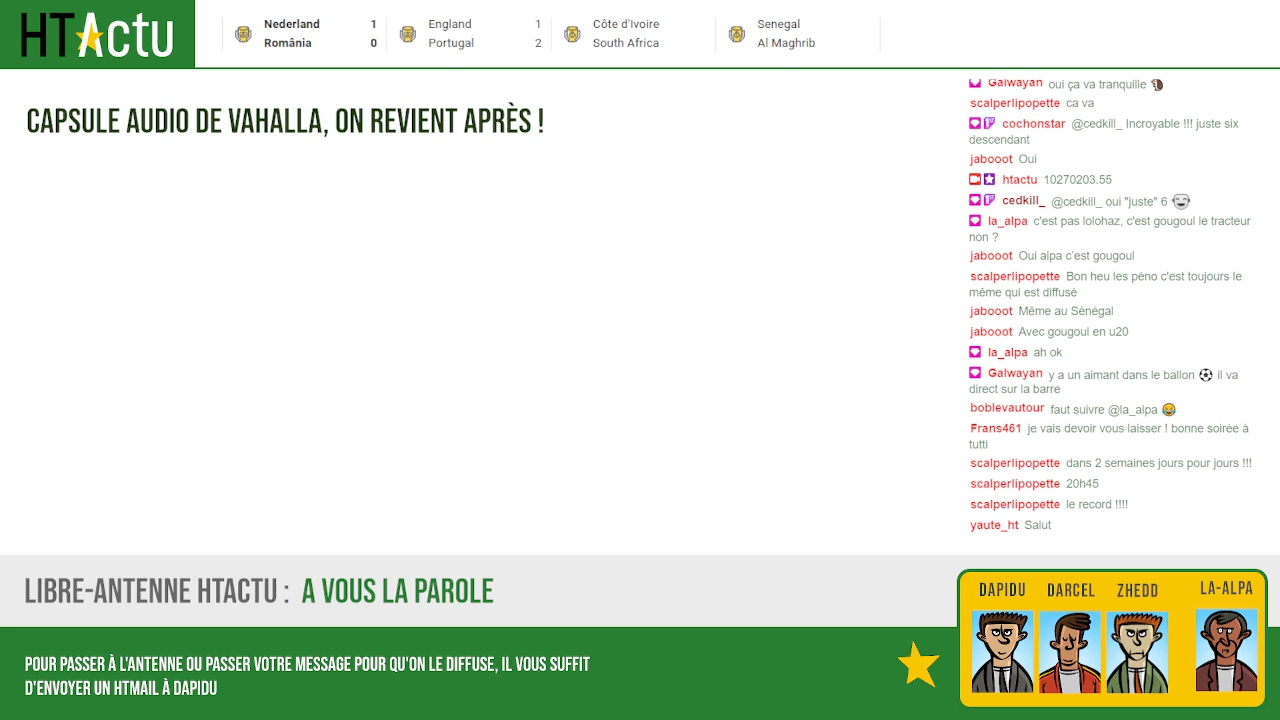 HTActu
Nederland 1
România 0
England 1
Portugal 2
Côte d'Ivoire
South Africa
Senegal
Al Maghrib
CAPSULE AUDIO DE VAHALLA, ON REVIENT APRÈS !
Galwayan oui ça va tranquille
scalperlipopette ca va
cochonstar @cedkill_ Incroyable !!! juste six
descendant
jabooot Oui
htactu 10270203.55
cedkill_ @cedkill_ oui "juste" 6
la_alpa c'est pas lolohaz, c'est gougoul le tracteur
non ?
jabooot Oui alpa c'est gougoul
scalperlipopette Bon heu les péno c'est toujours le
même qui est diffusé
jabooot Même au Sénégal
jabooot Avec gougoul en u20
la_alpa ah ok
Galwayan y a un aimant dans le ballon il va
direct sur la barre
boblevautour faut suivre @la_alpa
Frans461 je vais devoir vous laisser ! bonne soirée à
tutti
scalperlipopette dans 2 semaines jours pour jours !!!
scalperlipopette 20h45
scalperlipopette le record !!!!
yaute_ht Salut
LIBRE-ANTENNE HTACTU : A VOUS LA PAROLE
POUR PASSER À L'ANTENNE OU PASSER VOTRE MESSAGE POUR QU'ON LE DIFFUSE, IL VOUS SUFFIT
D'ENVOYER UN HTMAIL À DAPIDU
DAPIDU DARCEL ZHEDD LA-ALPA